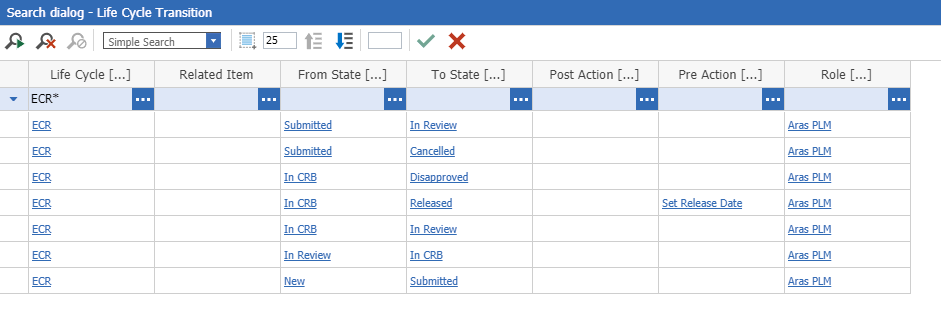 Search dialog - Life Cycle Transition
Simple Search 25
Life Cycle [...] Related Item From State [...] To State [...] Post Action [...] Pre Action [...] Role [...]
ECR* ... ... ... ... ... ... ...
ECR Submitted In Review Aras PLM
ECR Submitted Cancelled Aras PLM
ECR In CRB Disapproved Aras PLM
ECR In CRB Released Set Release Date Aras PLM
ECR In CRB In Review Aras PLM
ECR In Review In CRB Aras PLM
ECR New Submitted Aras PLM